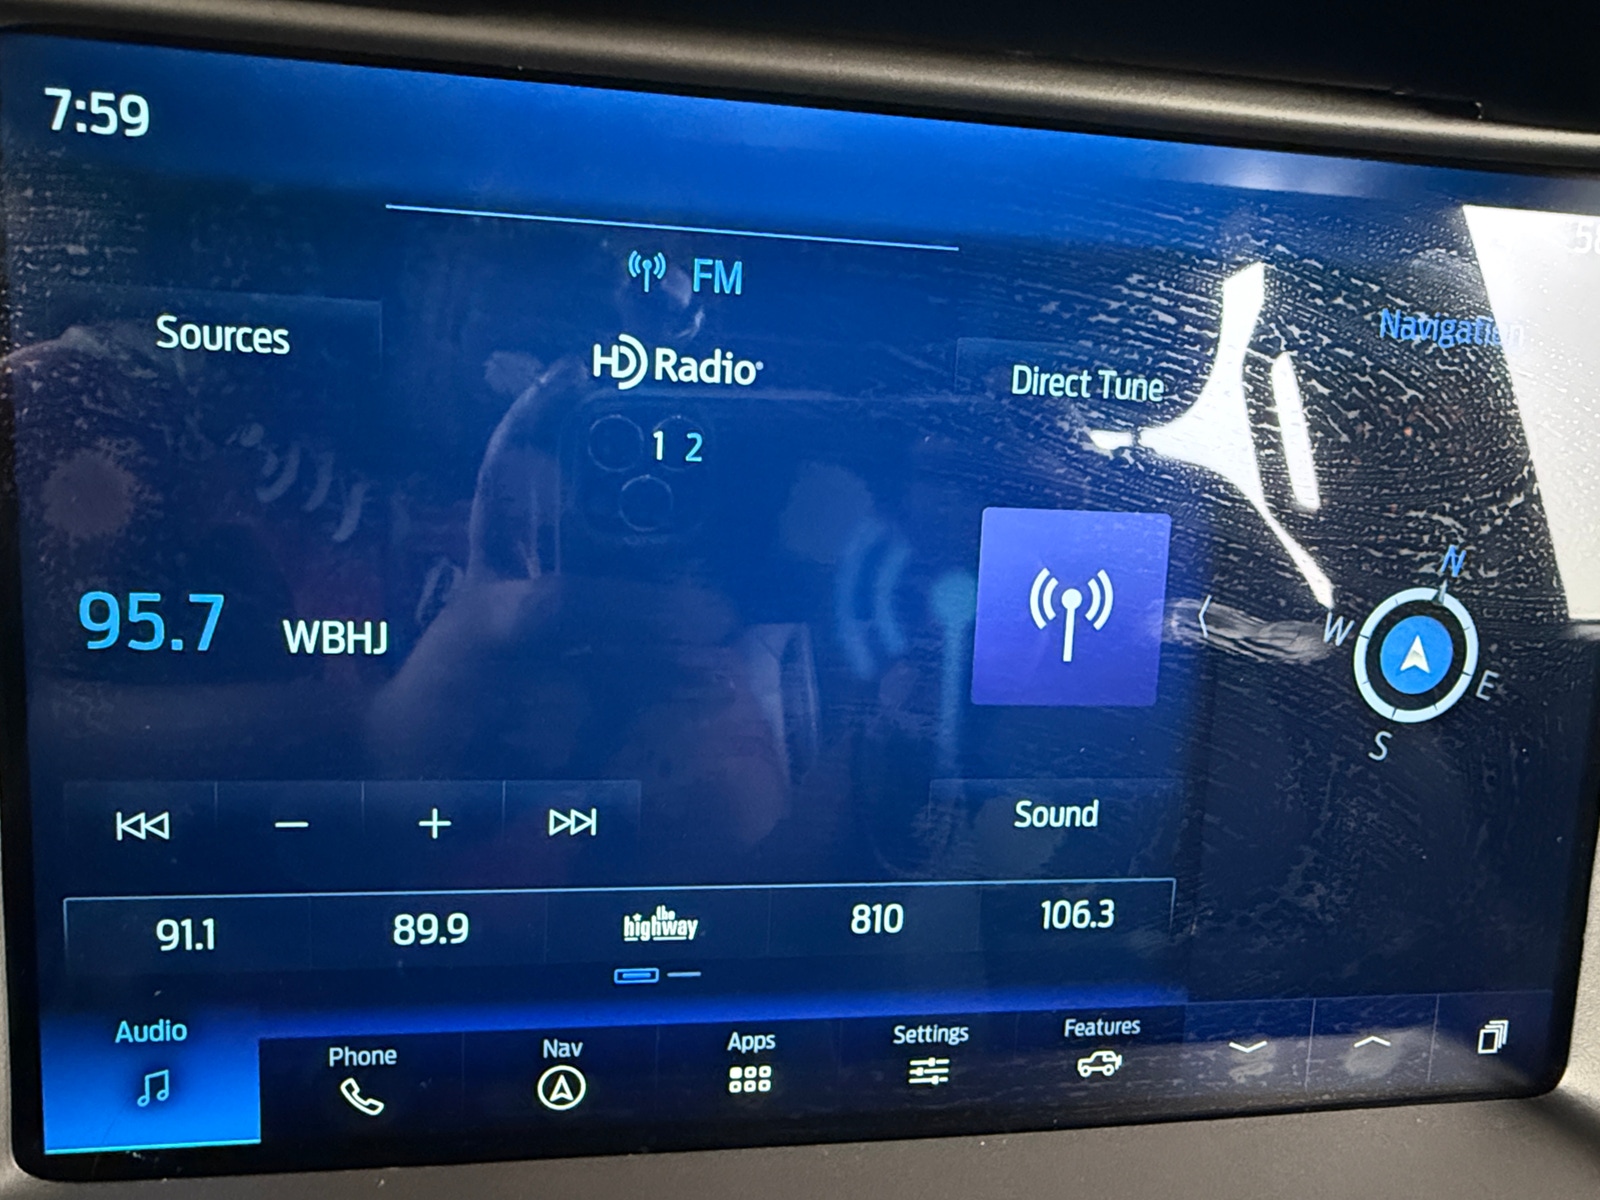 7:59
FM
Sources
HD Radio
Direct Tune
Navigation
1 2
95.7 WBHJ
N
W
E
S
Sound
91.1
89.9
the highway
810
106.3
Audio
Phone
Nav
Apps
Settings
Features